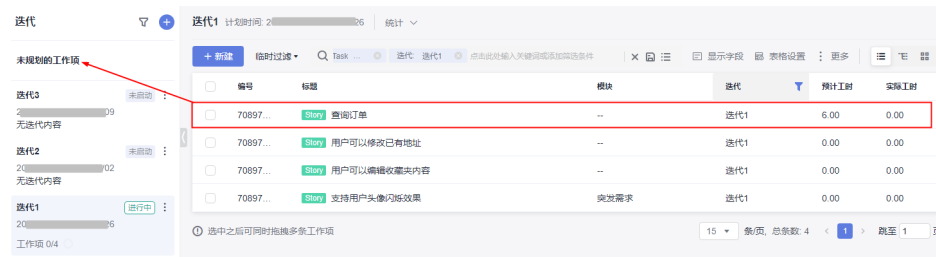 迭代
未规划的工作项
迭代3 未启动
2 09
无迭代内容
迭代2 未启动
20 /02
无迭代内容
迭代1 进行中
20 26
工作项 0/4
迭代1 计划时间: 2 26 统计
+ 新建 临时过滤 Task ... 迭代: 迭代1 点击此处输入关键词或添加筛选条件 显示字段 表格设置 更多
编号 标题 模块 迭代 预计工时 实际工时
70897... Story 查询订单 -- 迭代1 6.00 0.00
70897... Story 用户可以修改已有地址 -- 迭代1 0.00 0.00
70897... Story 用户可以编辑收藏夹内容 -- 迭代1 0.00 0.00
70897... Story 支持用户头像闪烁效果 突发需求 迭代1 0.00 0.00
选中之后可同时拖拽多条工作项 15 条/页, 总条数: 4 < 1 > 跳至 1